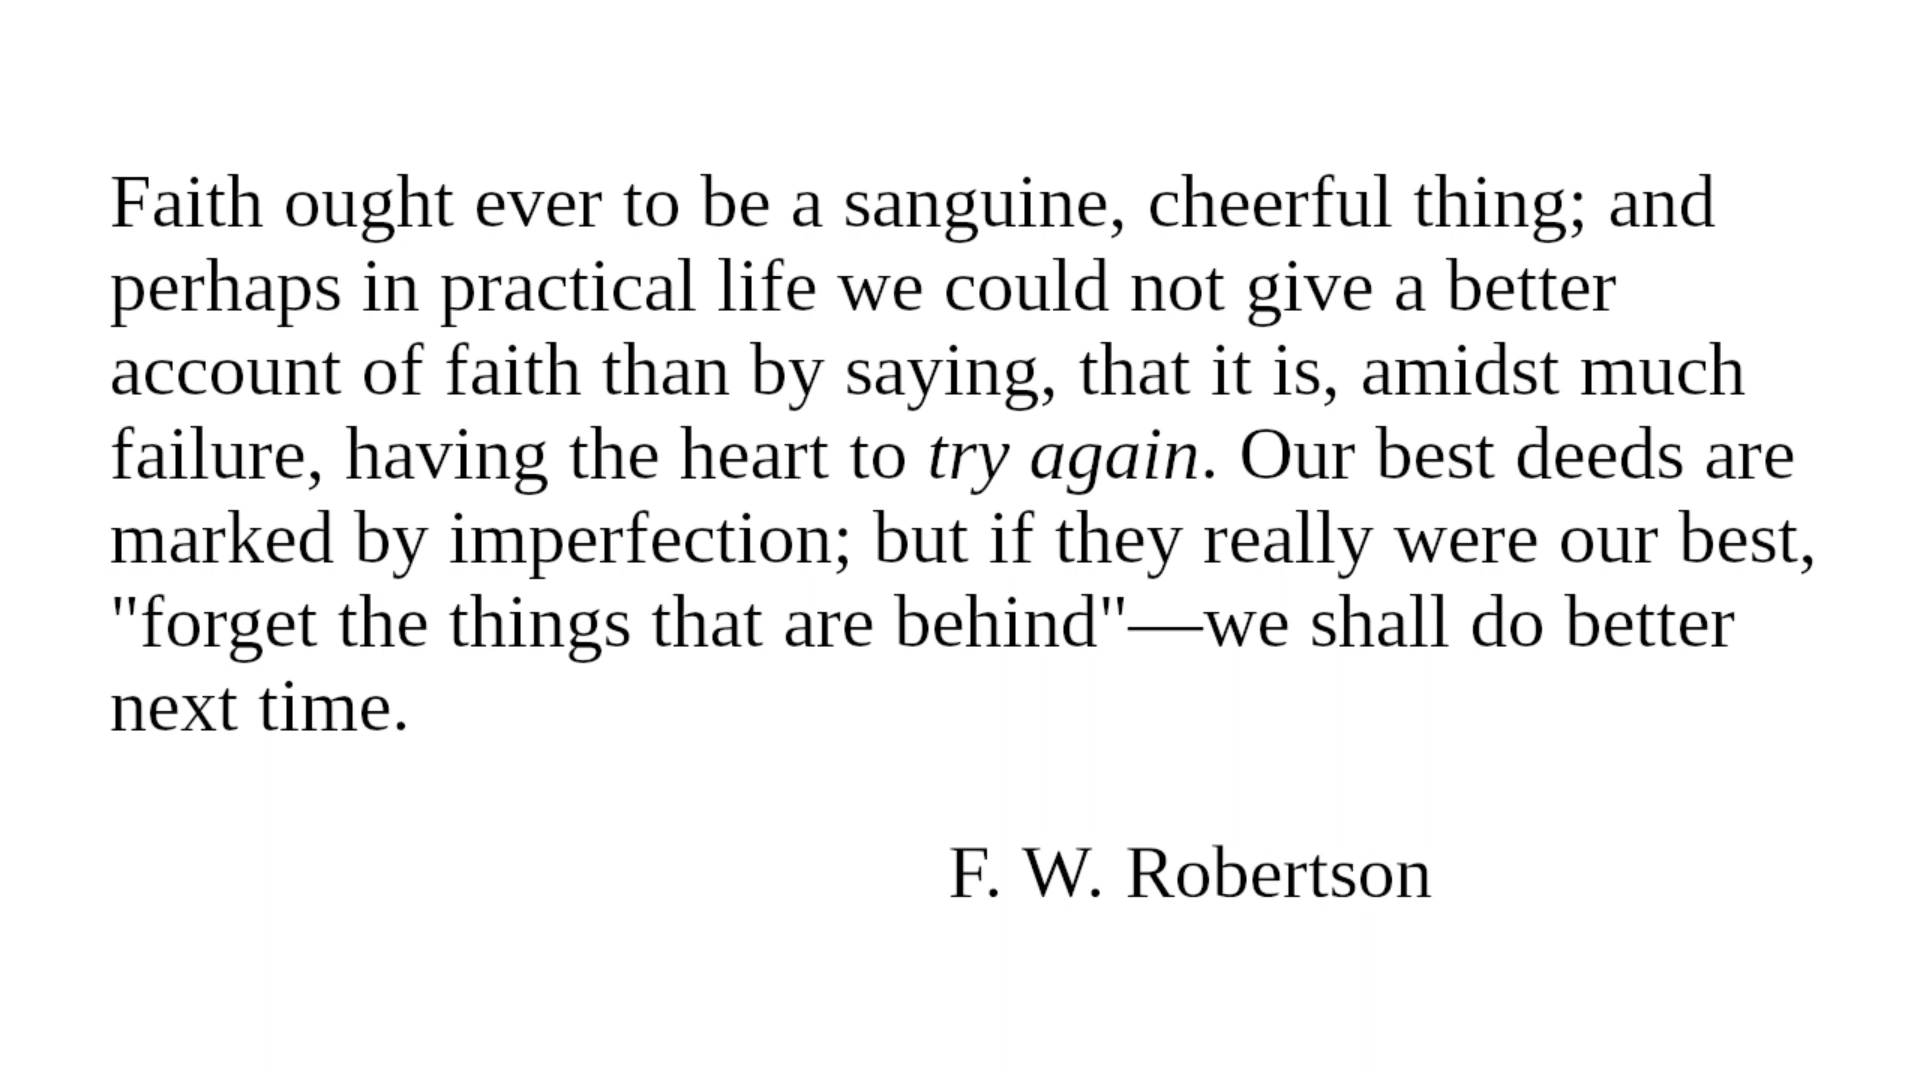 Faith ought ever to be a sanguine, cheerful thing; and
perhaps in practical life we could not give a better
account of faith than by saying, that it is, amidst much
failure, having the heart to try again. Our best deeds are
marked by imperfection; but if they really were our best,
"forget the things that are behind"—we shall do better
next time.
F. W. Robertson